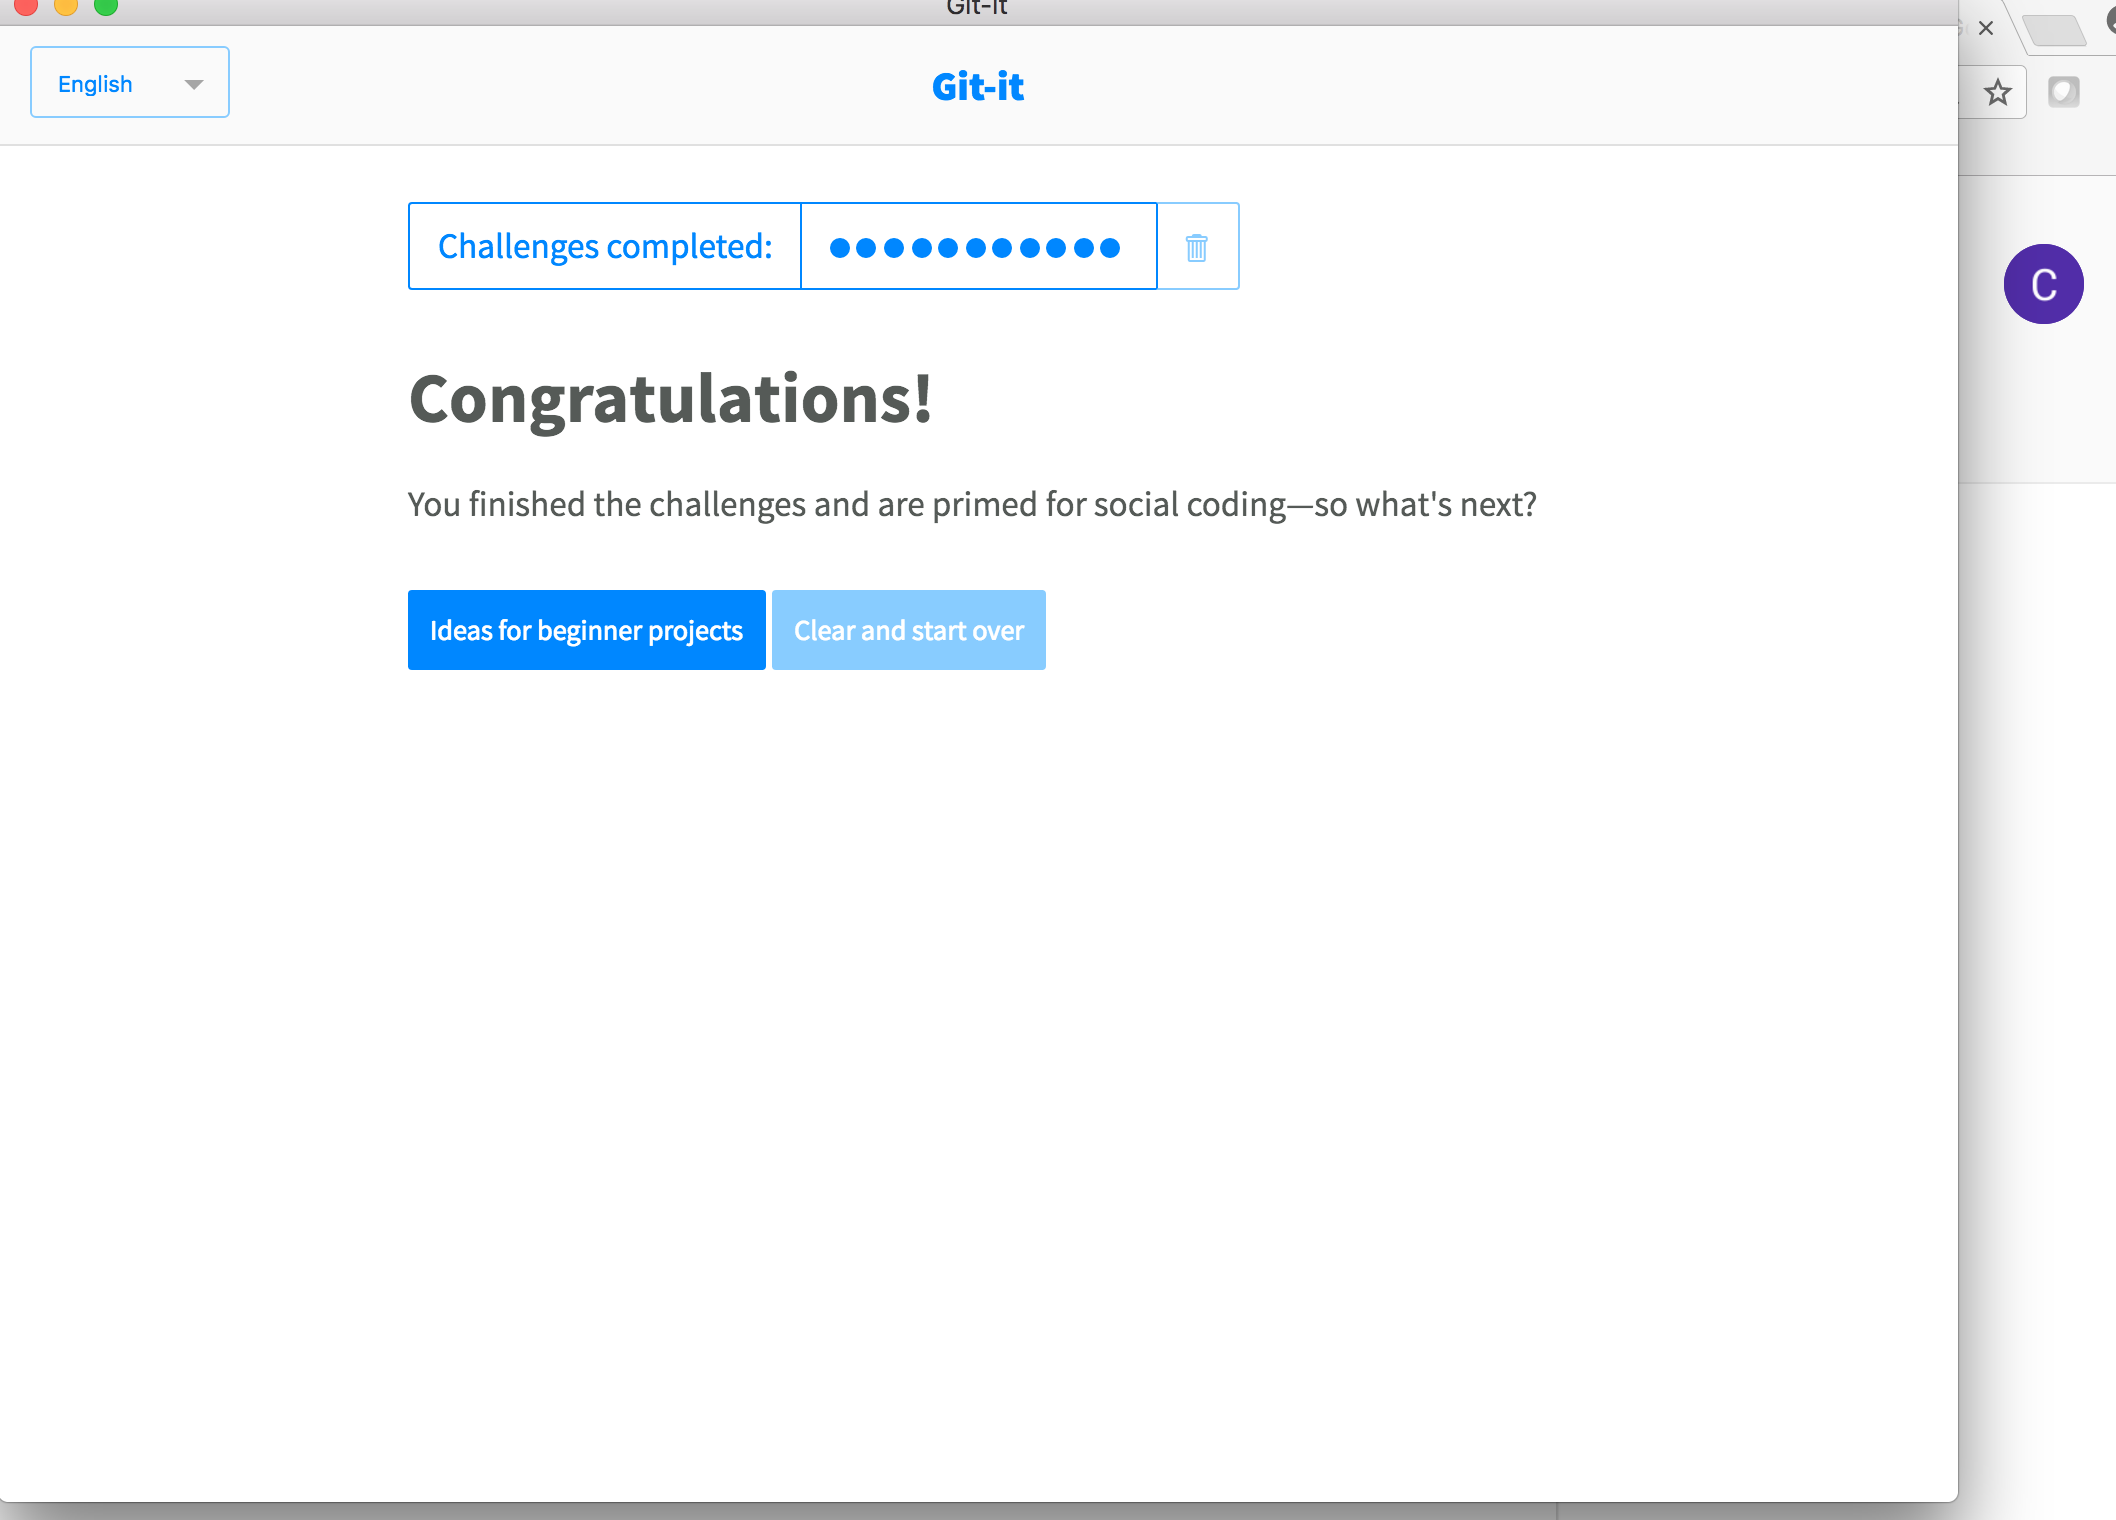 Git-it
English
Git-it
Challenges completed:
C
Congratulations!
You finished the challenges and are primed for social coding—so what's next?
Ideas for beginner projects
Clear and start over